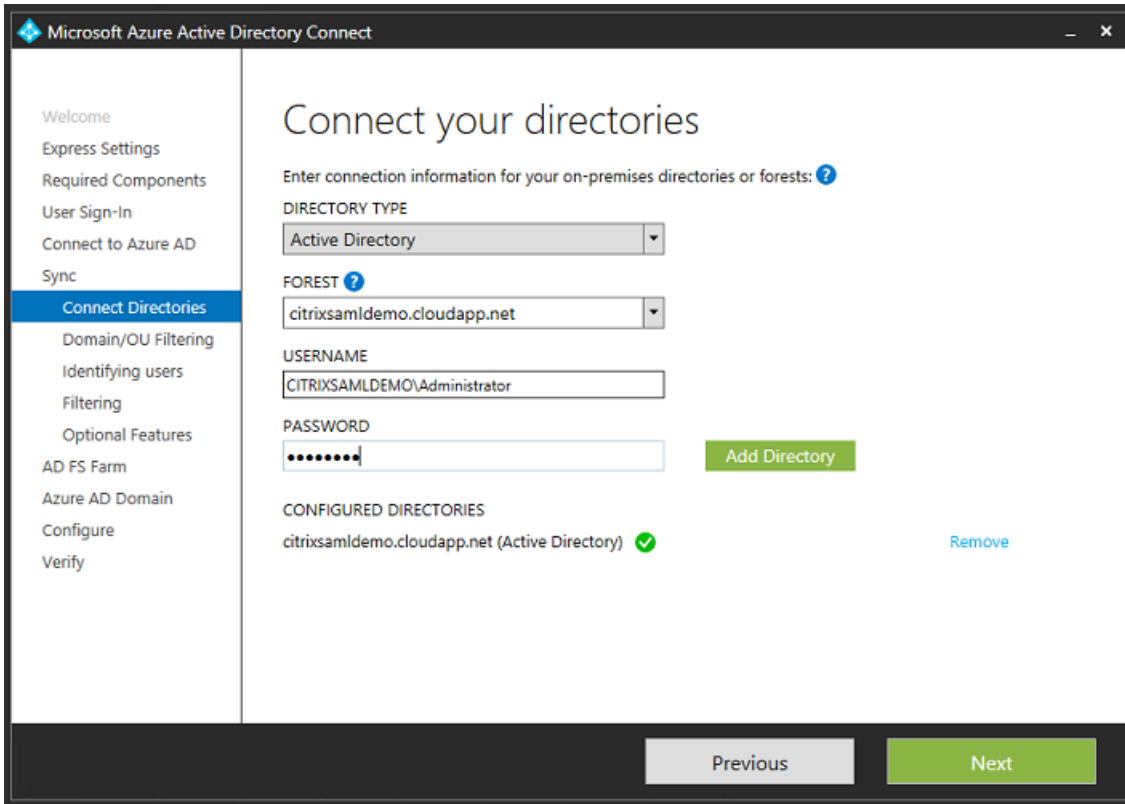 Microsoft Azure Active Directory Connect
Welcome
Express Settings
Required Components
User Sign-In
Connect to Azure AD
Sync
Connect Directories
Domain/OU Filtering
Identifying users
Filtering
Optional Features
AD FS Farm
Azure AD Domain
Configure
Verify
Connect your directories
Enter connection information for your on-premises directories or forests: ?
DIRECTORY TYPE
Active Directory
FOREST ?
citrixsamldemo.cloudapp.net
USERNAME
CITRIXSAMLDEMO\Administrator
PASSWORD
••••••••
Add Directory
CONFIGURED DIRECTORIES
citrixsamldemo.cloudapp.net (Active Directory)
Remove
Previous
Next